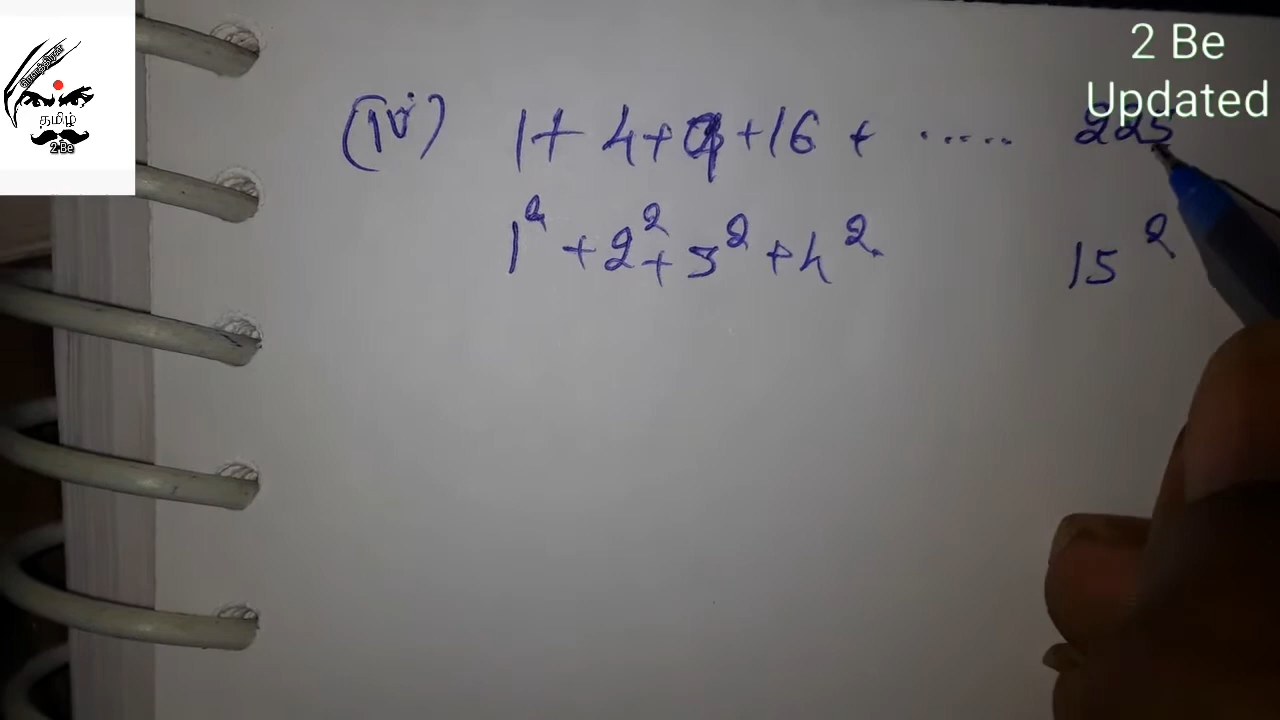 2 Be
Updated
தமிழ்
2 Be
(iv) 1+ 4+9+16 + ..... 225
1² + 2² + 3² + 4² 15²